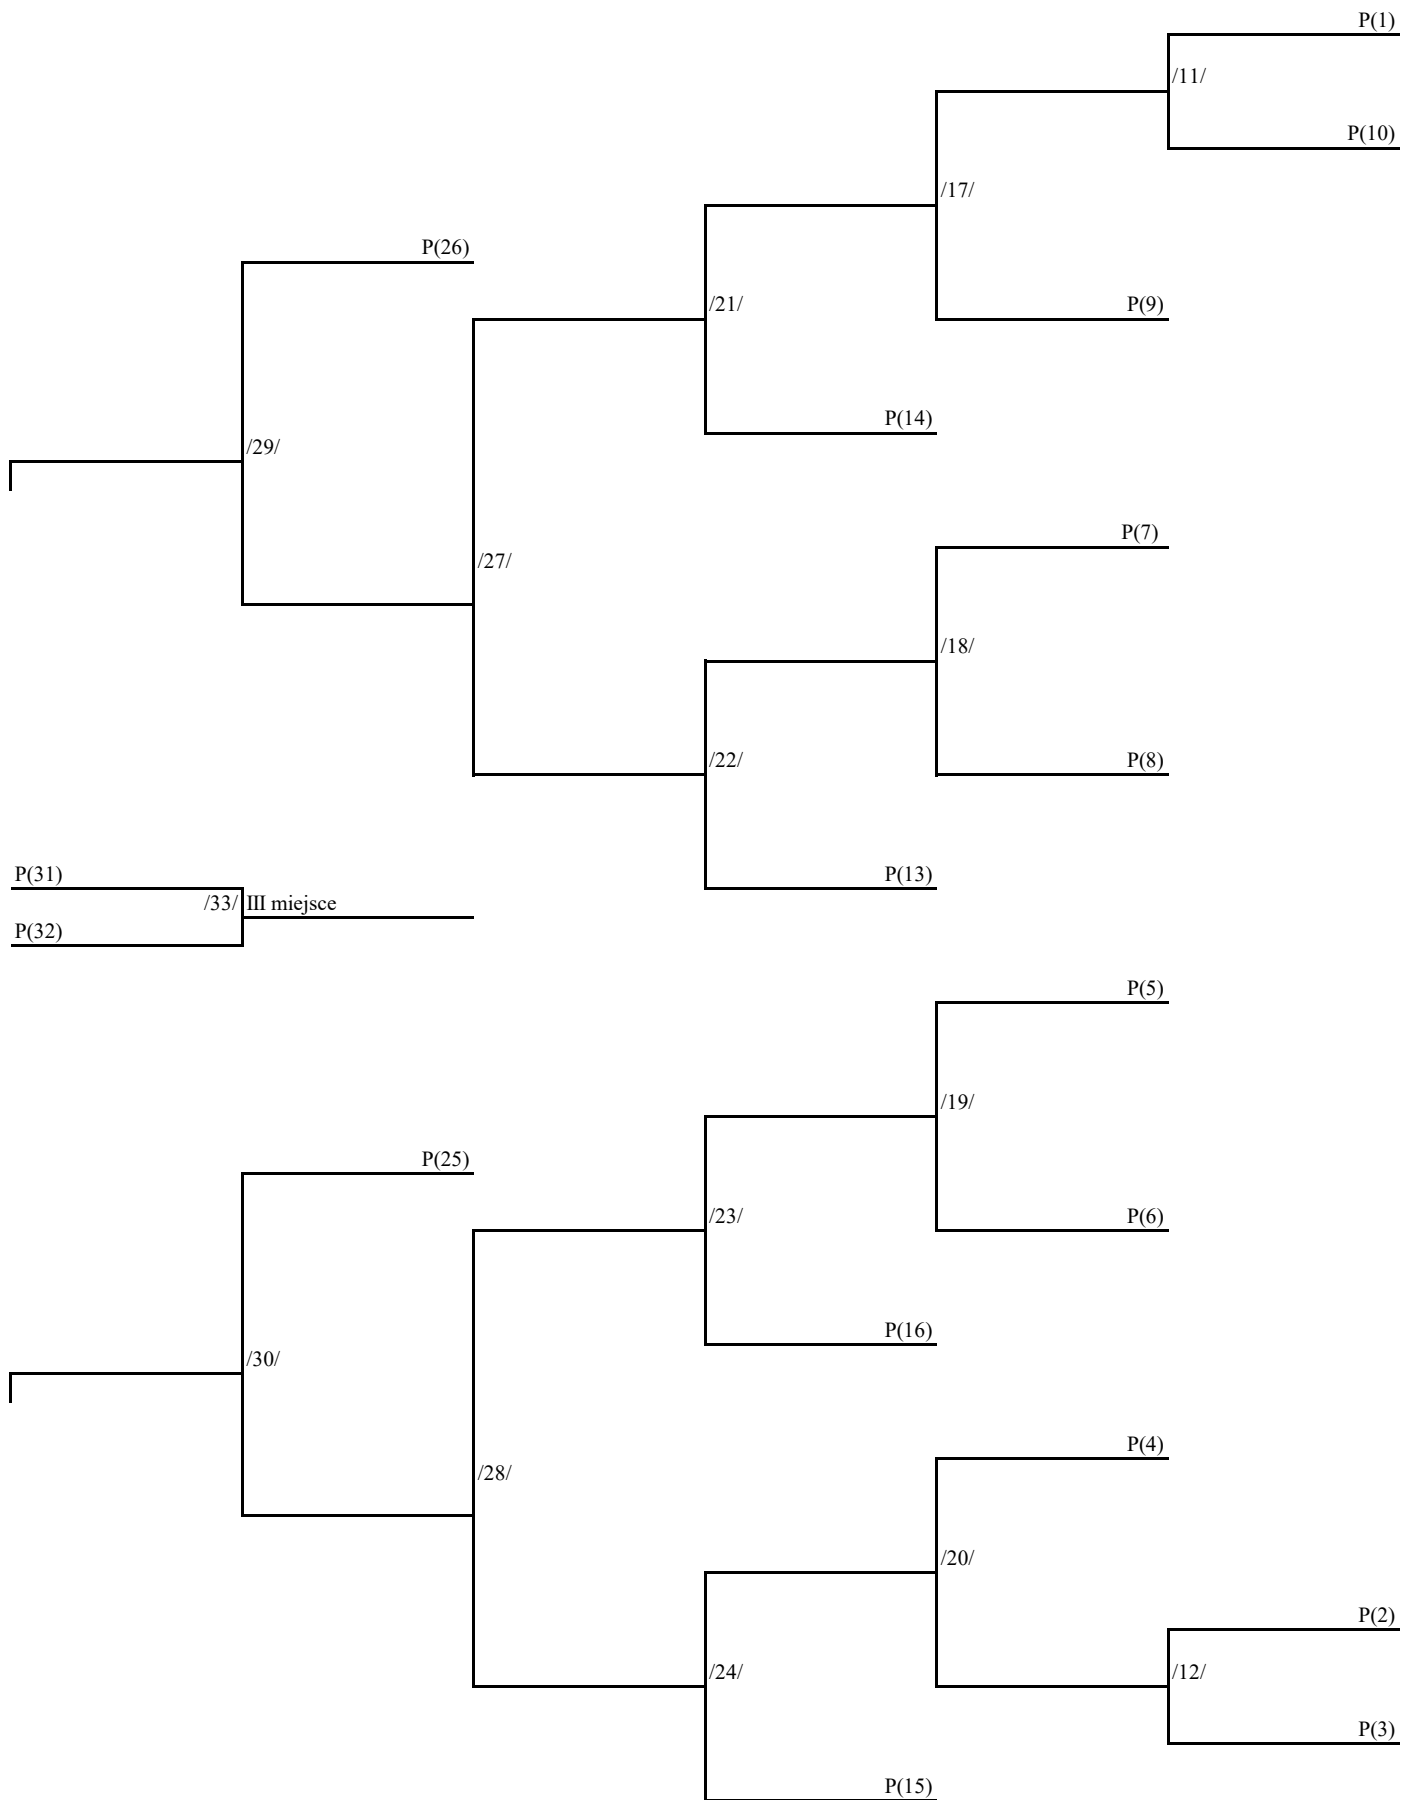 P(1)
/11/
P(10)
/17/
P(26)
/21/
P(9)
P(14)
/29/
P(7)
/27/
/18/
/22/
P(8)
P(31)
P(13)
/33/ III miejsce
P(32)
P(5)
/19/
P(25)
/23/
P(6)
P(16)
/30/
P(4)
/28/
/20/
P(2)
/24/
/12/
P(3)
P(15)